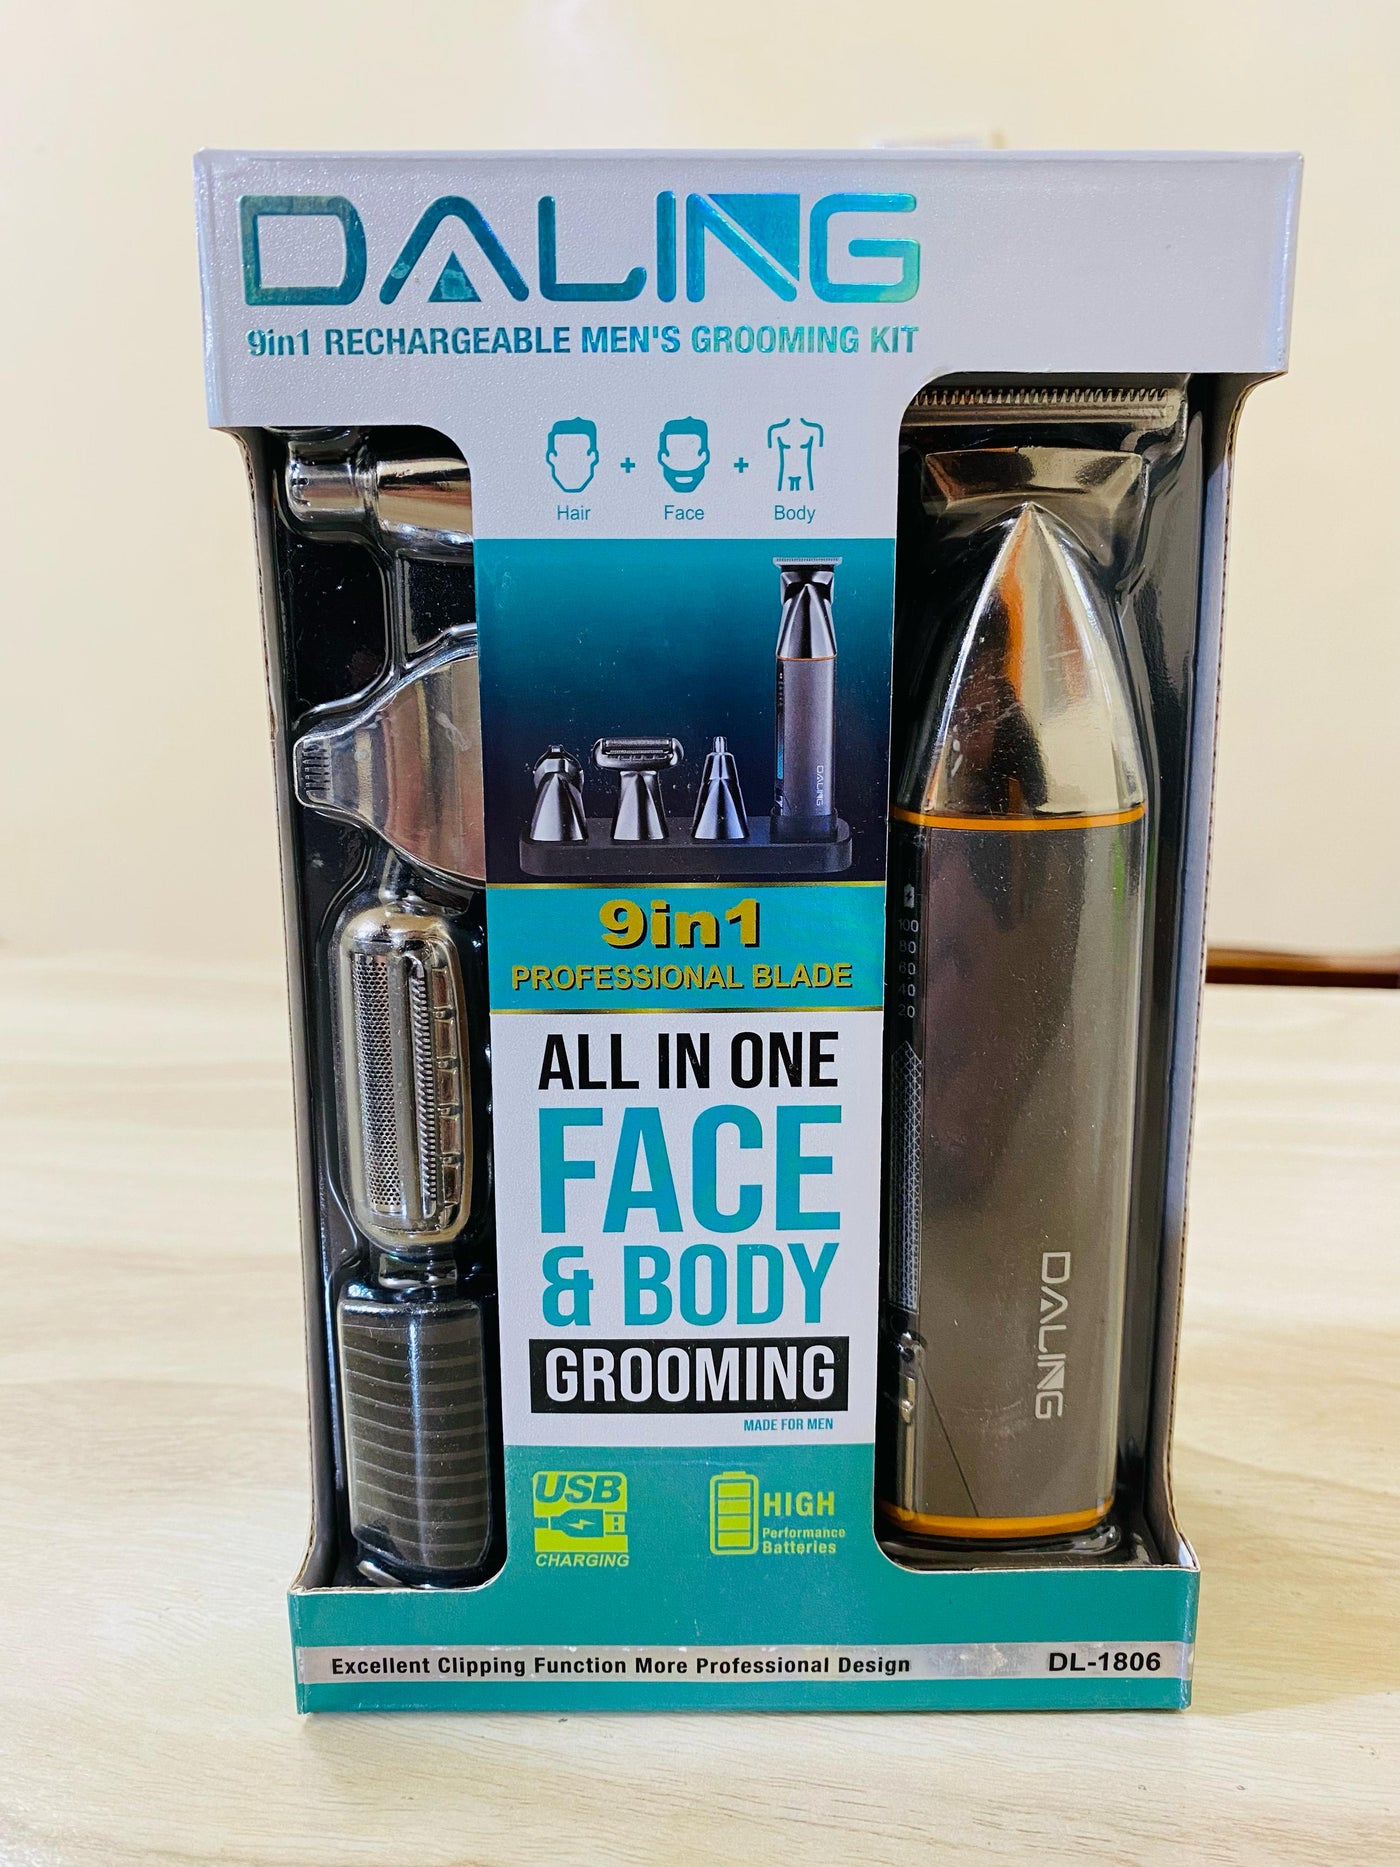 DALING
9in1 RECHARGEABLE MEN'S GROOMING KIT
Hair + Face + Body
DALING
9in1
PROFESSIONAL BLADE
ALL IN ONE
FACE
& BODY
GROOMING
MADE FOR MEN
USB
CHARGING
HIGH
Performance
Batteries
100
80
60
40
20
DALING
Excellent Clipping Function More Professional Design
DL-1806